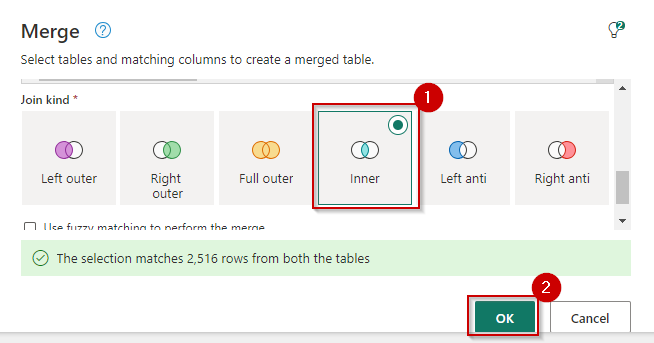 Merge ?
2
Select tables and matching columns to create a merged table.
Join kind *
1
Left outer
Right outer
Full outer
Inner
Left anti
Right anti
Use fuzzy matching to perform the merge
The selection matches 2,516 rows from both the tables
2
OK
Cancel